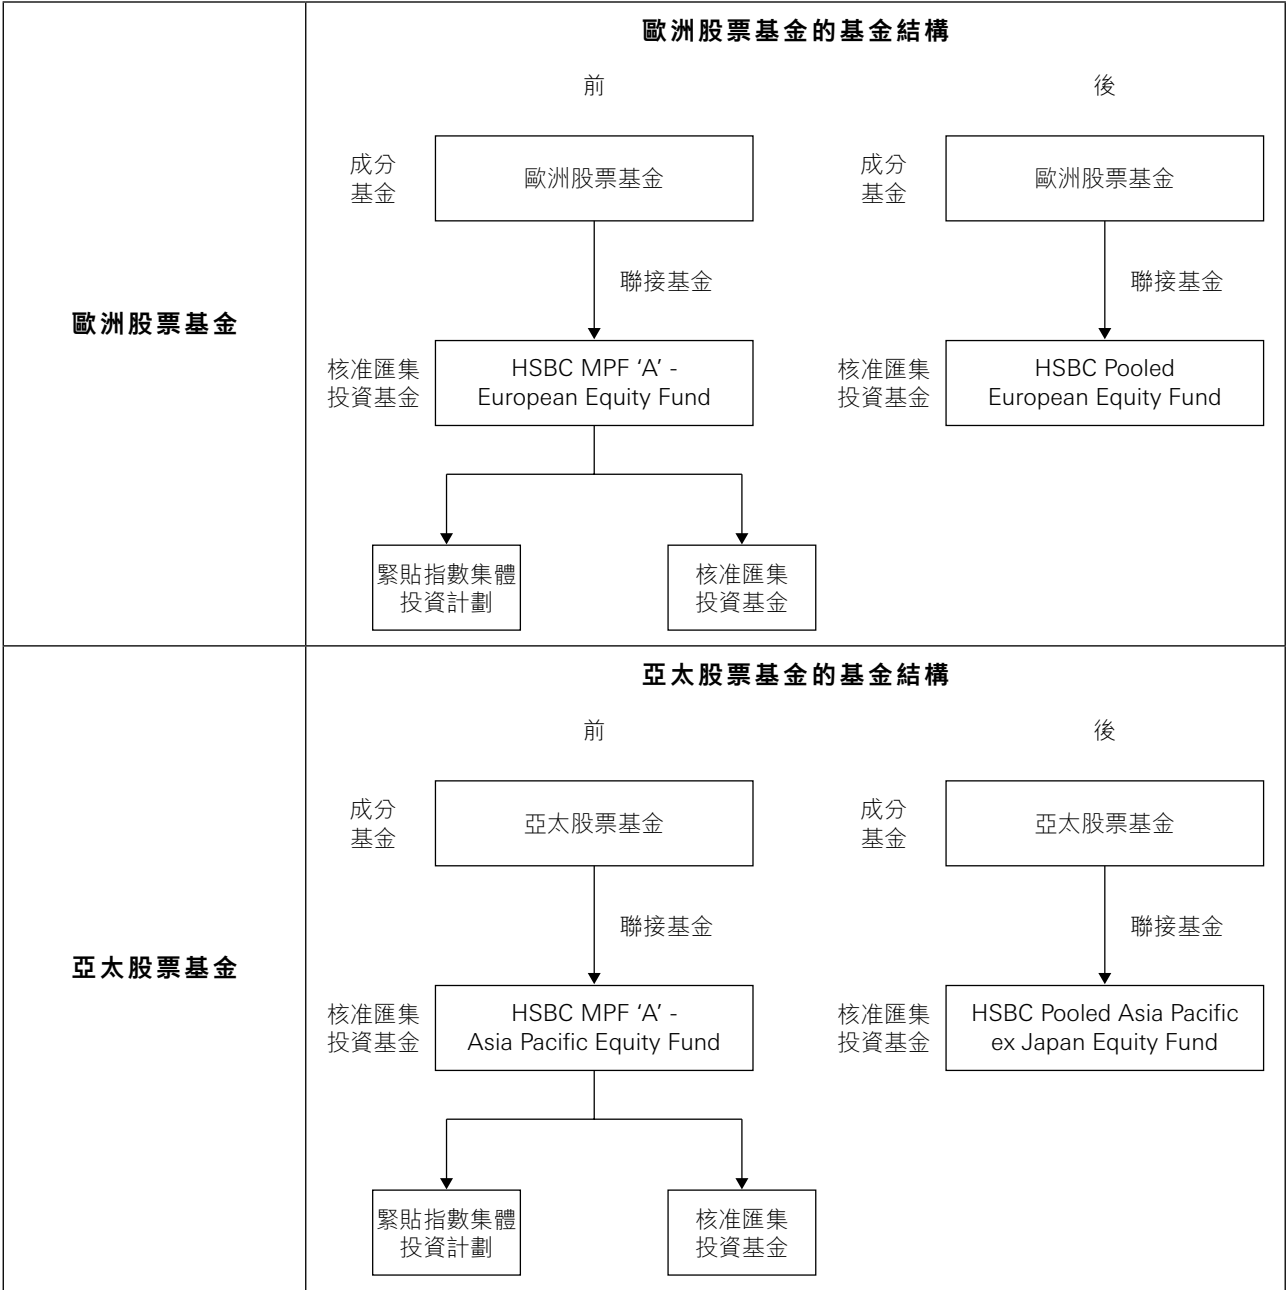 歐洲股票基金的基金結構
前
後
成分
基金
歐洲股票基金
成分
基金
歐洲股票基金
聯接基金
聯接基金
歐洲股票基金
核准匯集
投資基金
HSBC MPF ‘A’ -
European Equity Fund
核准匯集
投資基金
HSBC Pooled
European Equity Fund
緊貼指數集體
投資計劃
核准匯集
投資基金
亞太股票基金的基金結構
前
後
成分
基金
亞太股票基金
成分
基金
亞太股票基金
聯接基金
聯接基金
亞太股票基金
核准匯集
投資基金
HSBC MPF ‘A’ -
Asia Pacific Equity Fund
核准匯集
投資基金
HSBC Pooled Asia Pacific
ex Japan Equity Fund
緊貼指數集體
投資計劃
核准匯集
投資基金